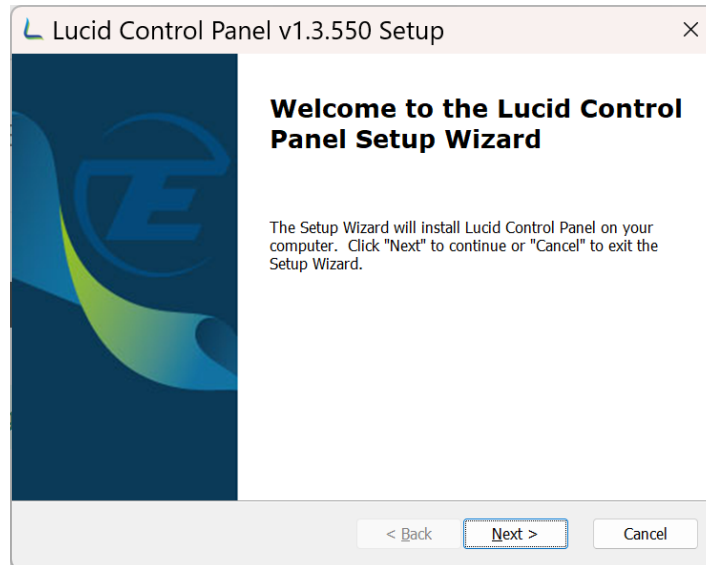 Lucid Control Panel v1.3.550 Setup
Welcome to the Lucid Control
Panel Setup Wizard
The Setup Wizard will install Lucid Control Panel on your
computer.  Click "Next" to continue or "Cancel" to exit the
Setup Wizard.
< Back
Next >
Cancel